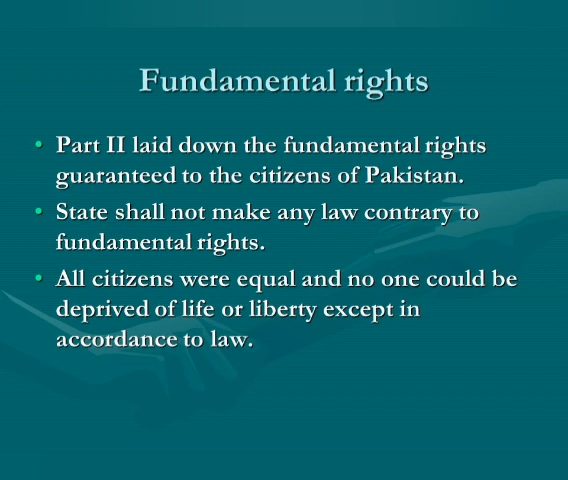 Fundamental rights
• Part II laid down the fundamental rights
guaranteed to the citizens of Pakistan.
• State shall not make any law contrary to
fundamental rights.
• All citizens were equal and no one could be
deprived of life or liberty except in
accordance to law.